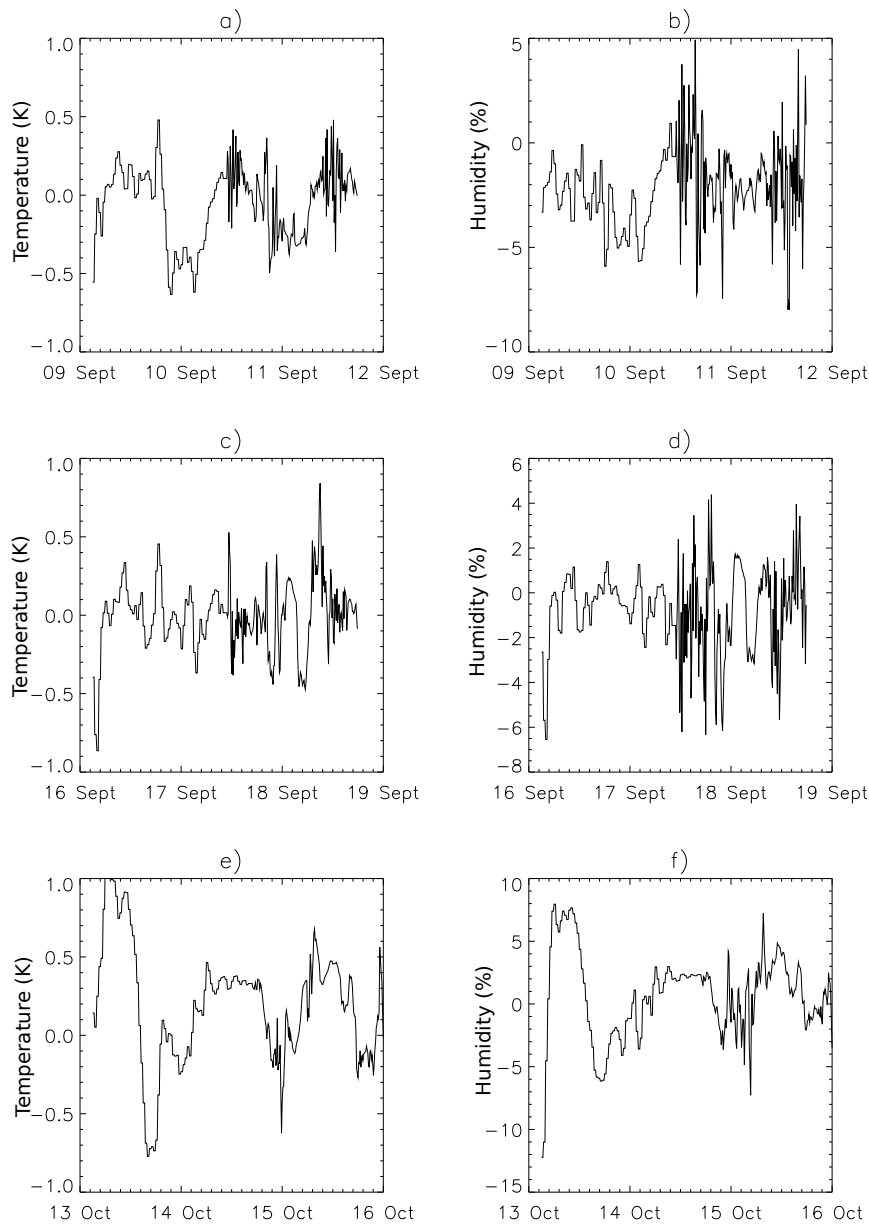 a)
Temperature (K)
1.0
0.5
0.0
−0.5
−1.0
09 Sept 10 Sept 11 Sept 12 Sept
b)
Humidity (%)
5
0
−5
−10
09 Sept 10 Sept 11 Sept 12 Sept
c)
Temperature (K)
1.0
0.5
0.0
−0.5
−1.0
16 Sept 17 Sept 18 Sept 19 Sept
d)
Humidity (%)
6
4
2
0
−2
−4
−6
−8
16 Sept 17 Sept 18 Sept 19 Sept
e)
Temperature (K)
1.0
0.5
0.0
−0.5
−1.0
13 Oct 14 Oct 15 Oct 16 Oct
f)
Humidity (%)
10
5
0
−5
−10
−15
13 Oct 14 Oct 15 Oct 16 Oct